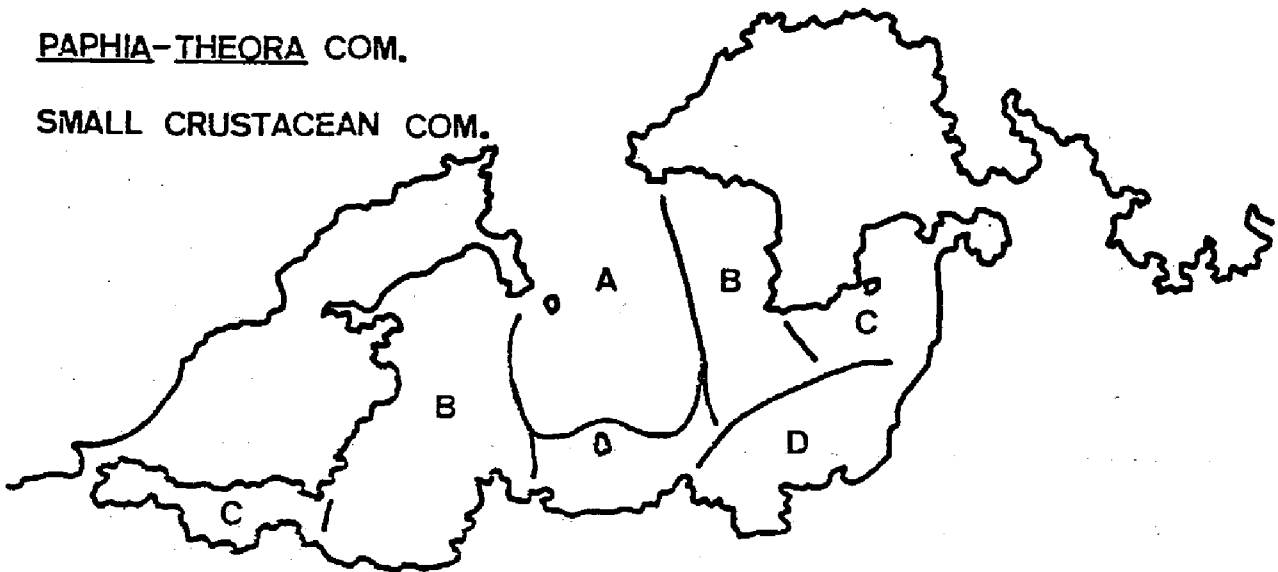 PAPHIA-THEORA COM.
SMALL CRUSTACEAN COM.
A
B
C
B
D
C